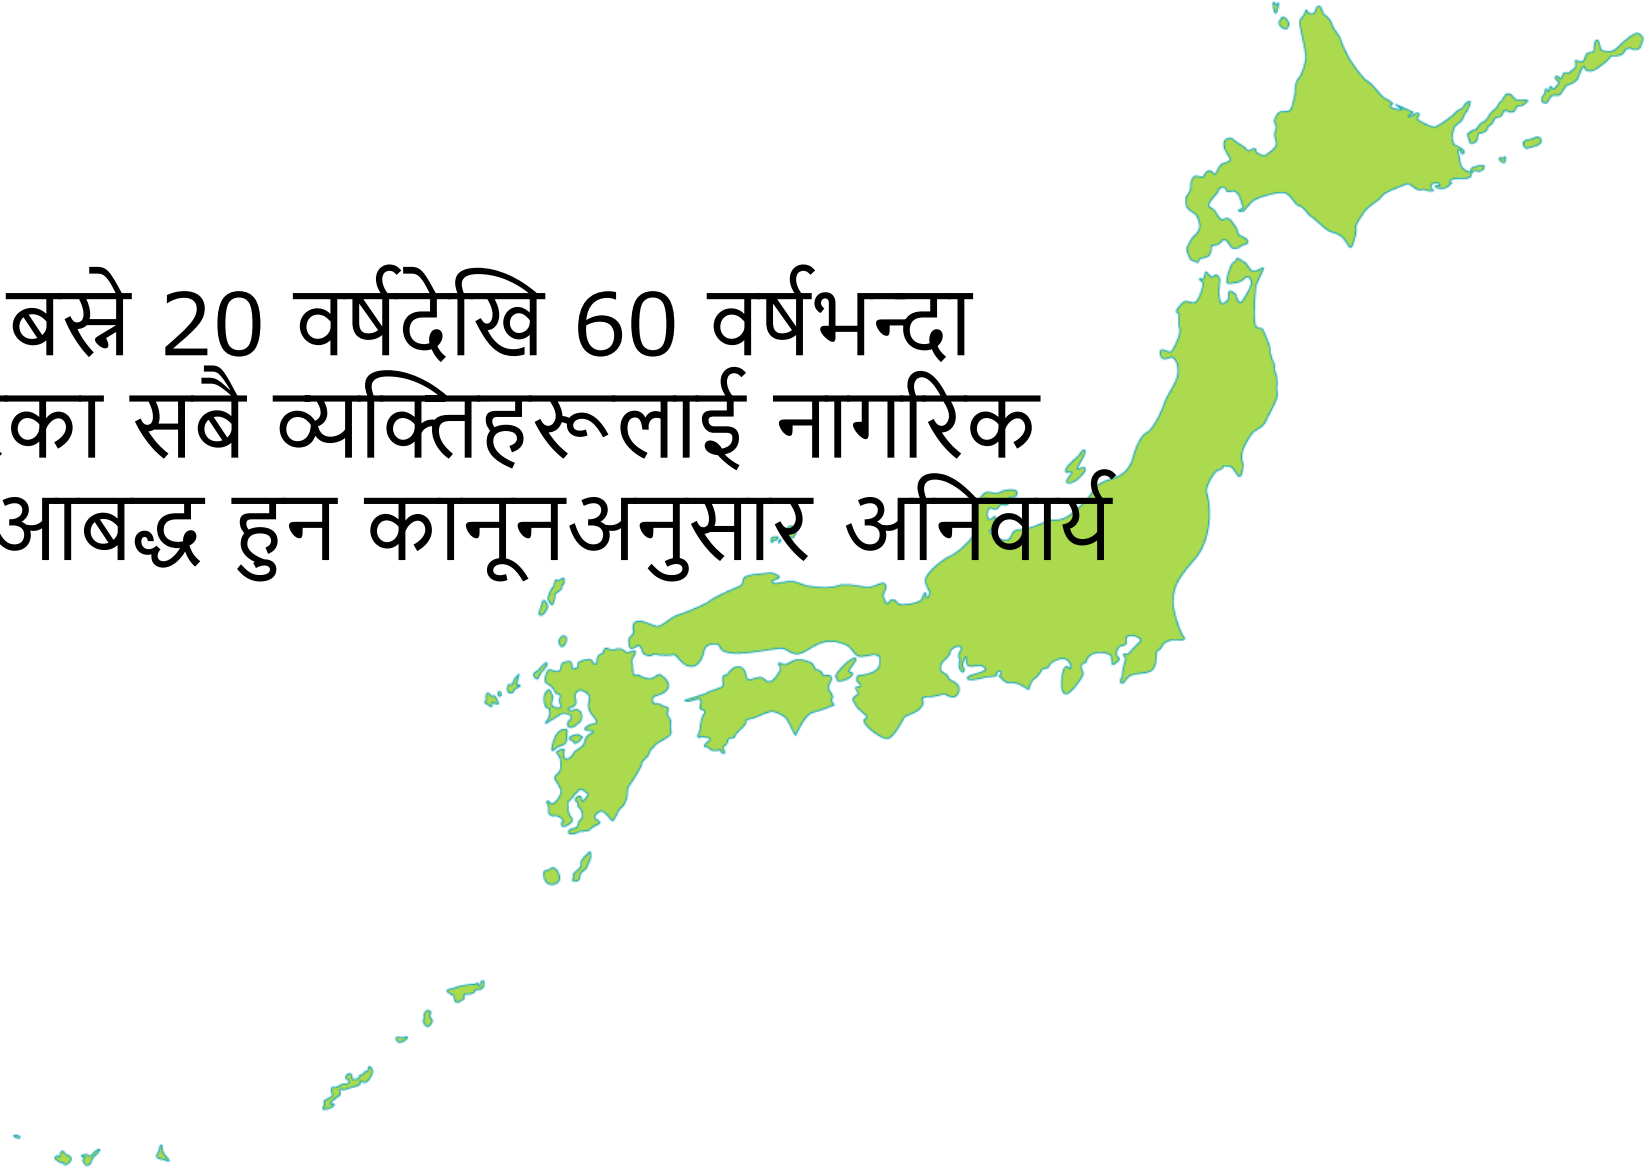 बस्ने 20 वर्षदेखि 60 वर्षभन्दा
सबै व्यक्तिहरूलाई नागरिक
आबद्ध हुन कानूनअनुसार अनिवार्य